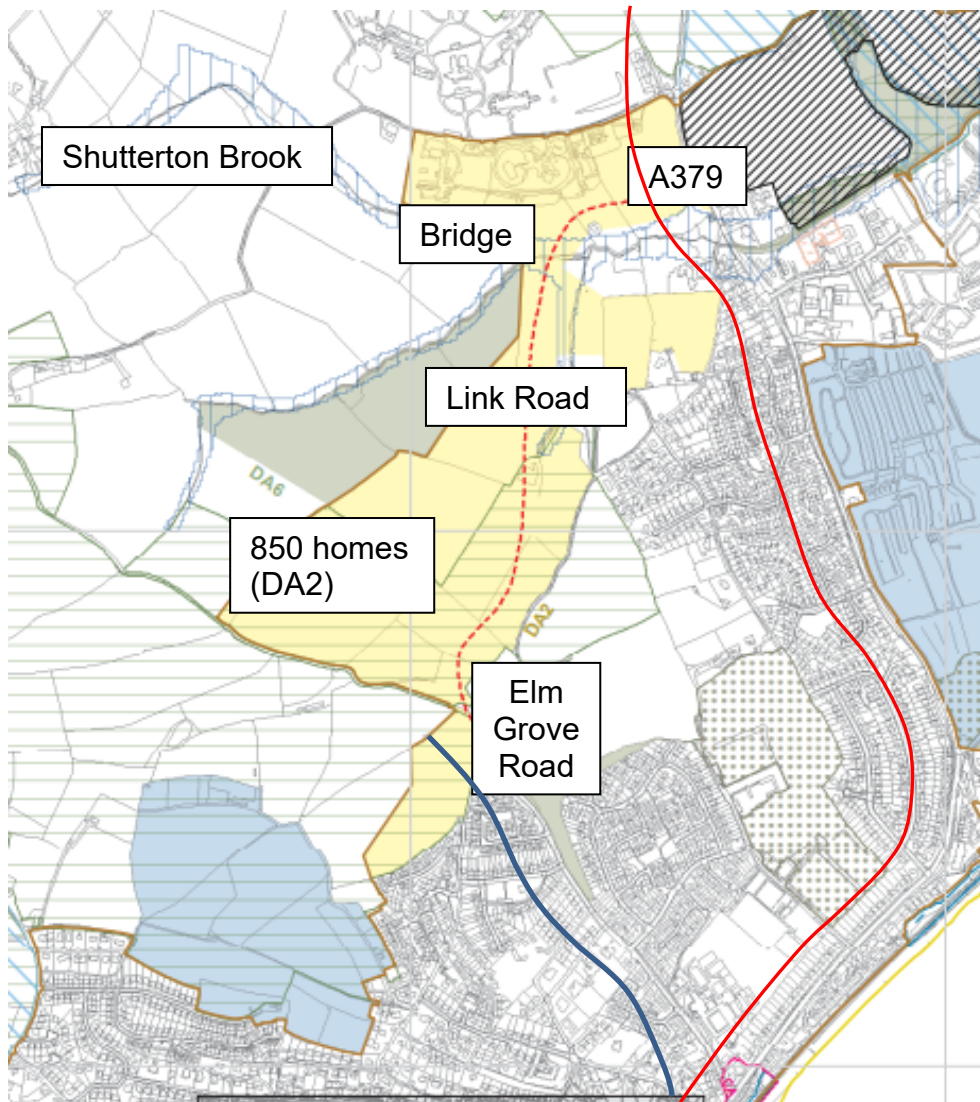 Shutterton Brook
A379
Bridge
Link Road
DA6
850 homes
(DA2)
DA2
Elm
Grove
Road